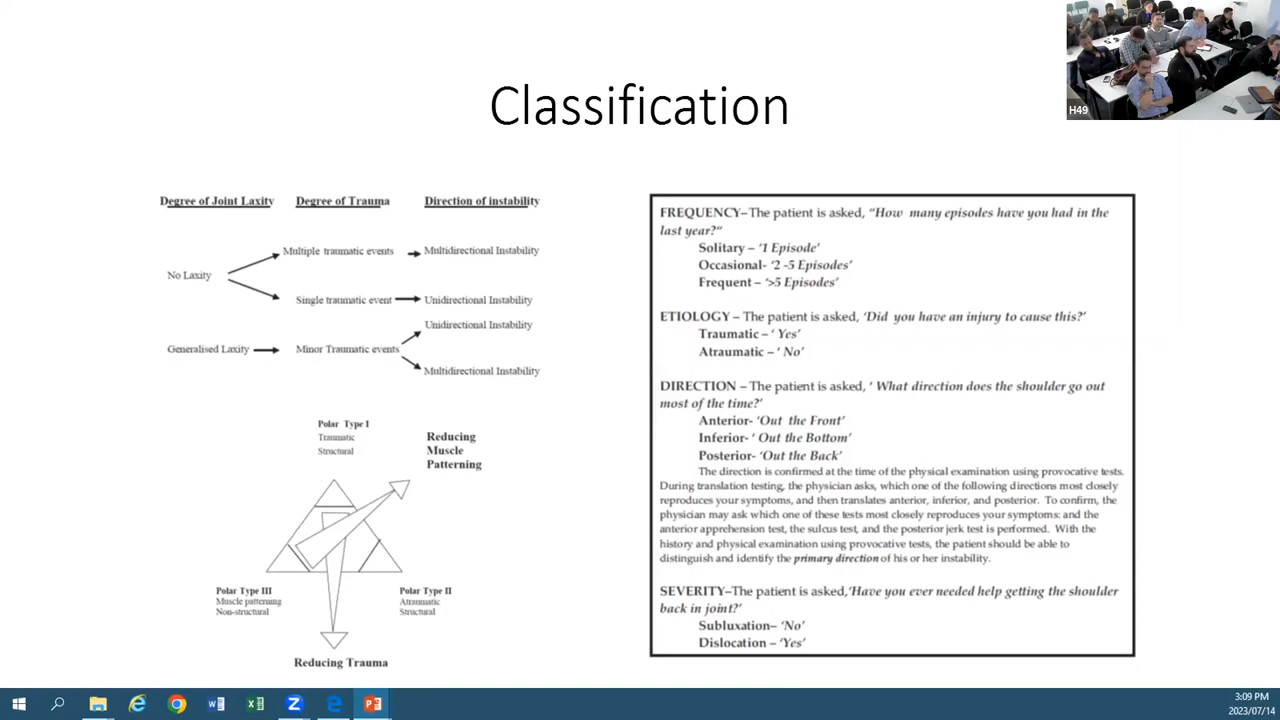 H49
Classification
Degree of Joint Laxity Degree of Trauma Direction of instability
Multiple traumatic events Multidirectional Instability
No Laxity
Single traumatic event Unidirectional Instability
Unidirectional Instability
Generalised Laxity Minor Traumatic events
Multidirectional Instability
Polar Type I
Traumatic
Structural
Reducing
Muscle
Patterning
Polar Type III
Muscle patterning
Non-structural
Polar Type II
Atraumatic
Structural
Reducing Trauma
FREQUENCY–The patient is asked, “How many episodes have you had in the
last year?”
Solitary – ‘1 Episode’
Occasional- ‘2 -5 Episodes’
Frequent – ‘>5 Episodes’
ETIOLOGY – The patient is asked, ‘Did you have an injury to cause this?’
Traumatic – ‘ Yes’
Atraumatic – ‘ No’
DIRECTION – The patient is asked, ‘ What direction does the shoulder go out
most of the time?’
Anterior- ‘Out the Front’
Inferior- ‘ Out the Bottom’
Posterior- ‘Out the Back’
The direction is confirmed at the time of the physical examination using provocative tests.
During translation testing, the physician asks, which one of the following directions most closely
reproduces your symptoms, and then translates anterior, inferior, and posterior. To confirm, the
physician may ask which one of these tests most closely reproduces your symptoms: and the
anterior apprehension test, the sulcus test, and the posterior jerk test is performed. With the
history and physical examination using provocative tests, the patient should be able to
distinguish and identify the primary direction of his or her instability.
SEVERITY–The patient is asked,‘Have you ever needed help getting the shoulder
back in joint?’
Subluxation– ‘No’
Dislocation – ‘Yes’
3:09 PM
2023/07/14